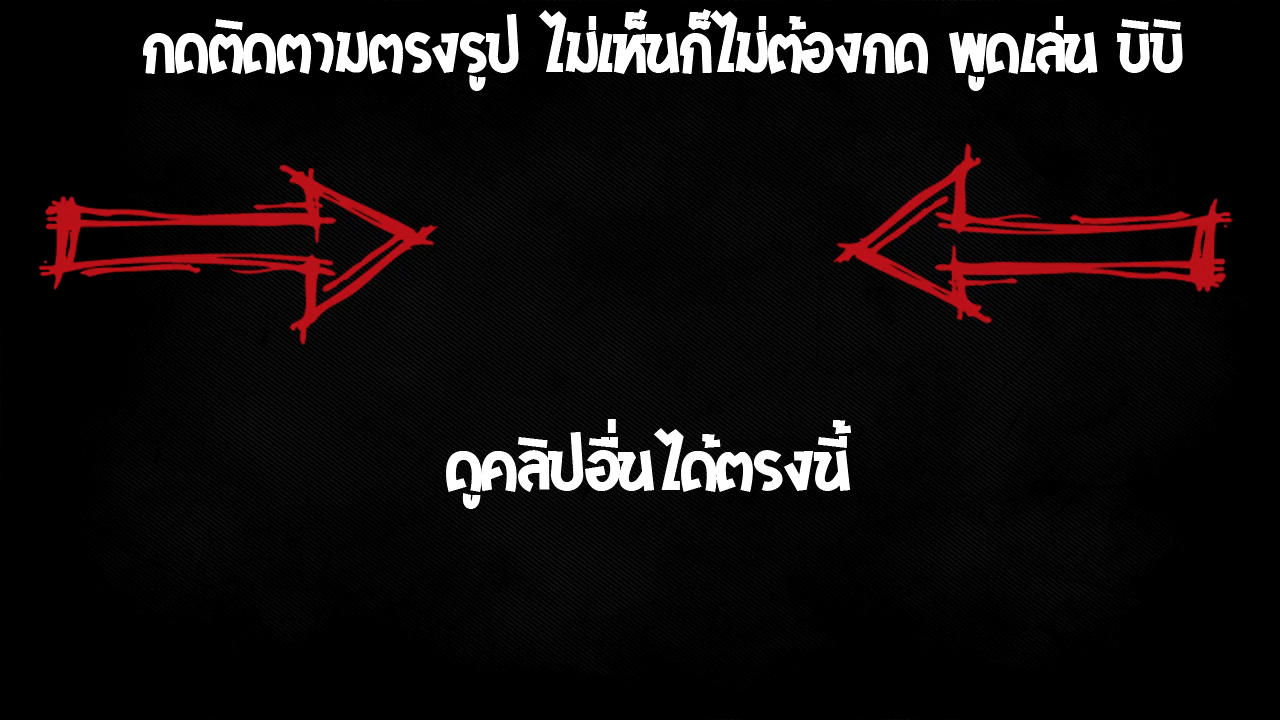 กดติดตามตรงรูป ไม่เห็นก็ไม่ต้องกด พูดเล่น บิบิ
ดูคลิปอื่นได้ตรงนี้